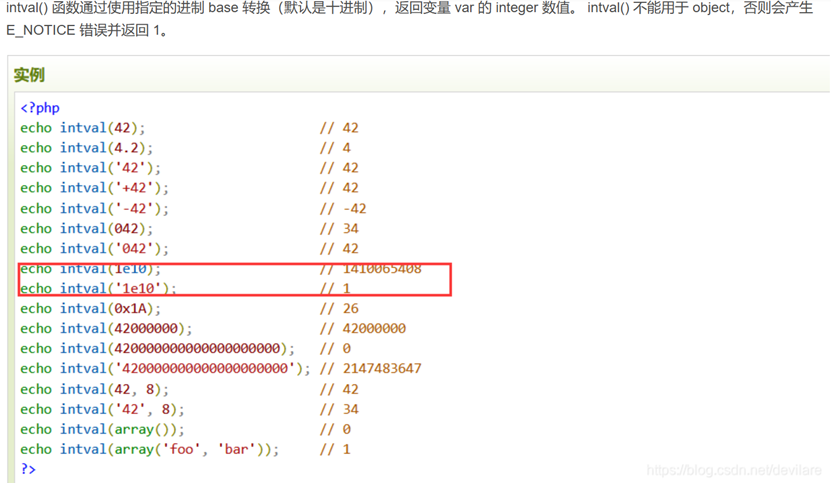 intval() 函数通过使用指定的进制 base 转换（默认是十进制），返回变量 var 的 integer 数值。 intval() 不能用于 object，否则会产生
E_NOTICE 错误并返回 1。
实例
<?php
echo intval(42); // 42
echo intval(4.2); // 4
echo intval('42'); // 42
echo intval('+42'); // 42
echo intval('-42'); // -42
echo intval(042); // 34
echo intval('042'); // 42
echo intval(1e10); // 1410065408
echo intval('1e10'); // 1
echo intval(0x1A); // 26
echo intval(42000000); // 42000000
echo intval(420000000000000000000); // 0
echo intval('420000000000000000000'); // 2147483647
echo intval(42, 8); // 42
echo intval('42', 8); // 34
echo intval(array()); // 0
echo intval(array('foo', 'bar')); // 1
?>
https://blog.csdn.net/devilare